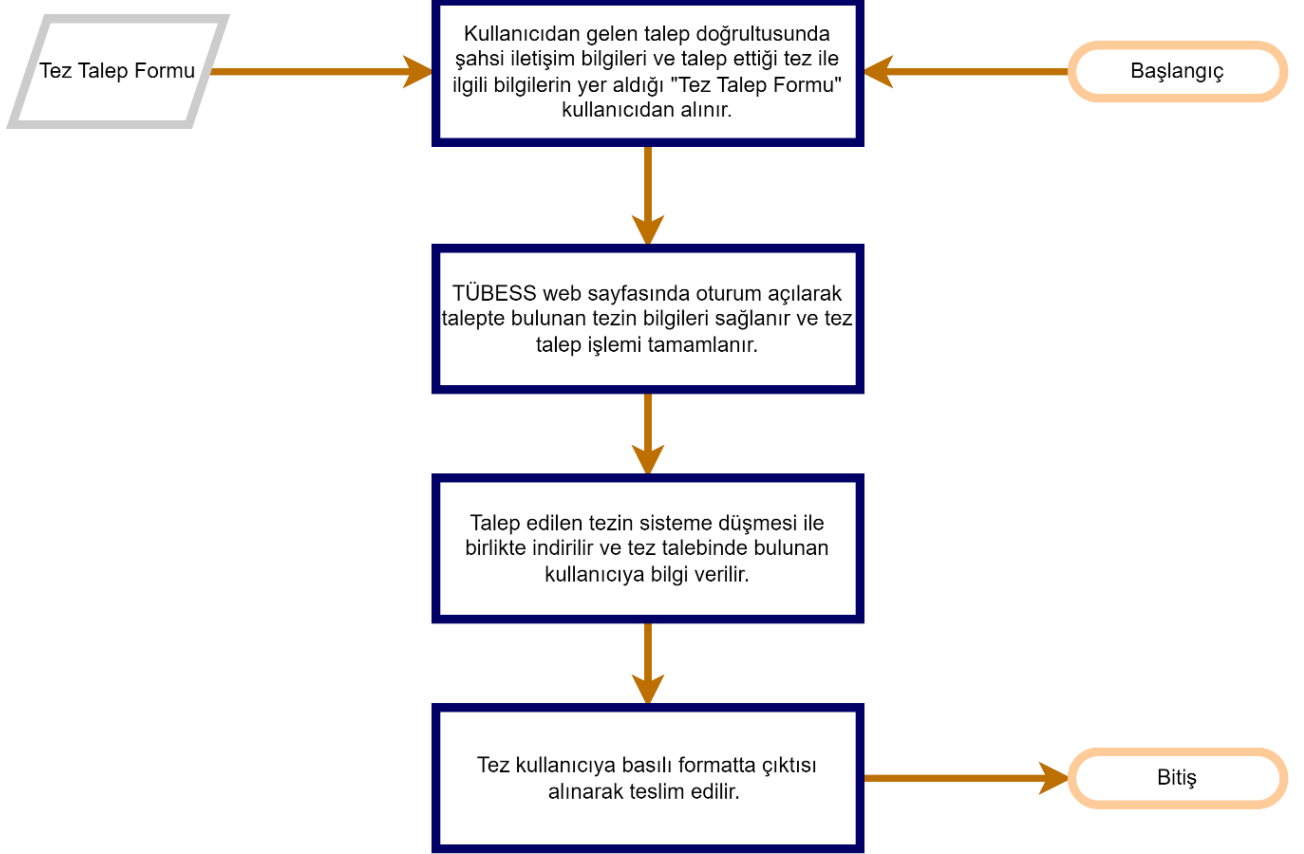 Tez Talep Formu
Kullanıcıdan gelen talep doğrultusunda
şahsi iletişim bilgileri ve talep ettiği tez ile
ilgili bilgilerin yer aldığı "Tez Talep Formu"
kullanıcıdan alınır.
Başlangıç
TÜBESS web sayfasında oturum açılarak
talepte bulunan tezin bilgileri sağlanır ve tez
talep işlemi tamamlanır.
Talep edilen tezin sisteme düşmesi ile
birlikte indirilir ve tez talebinde bulunan
kullanıcıya bilgi verilir.
Tez kullanıcıya basılı formatta çıktısı
alınarak teslim edilir.
Bitiş